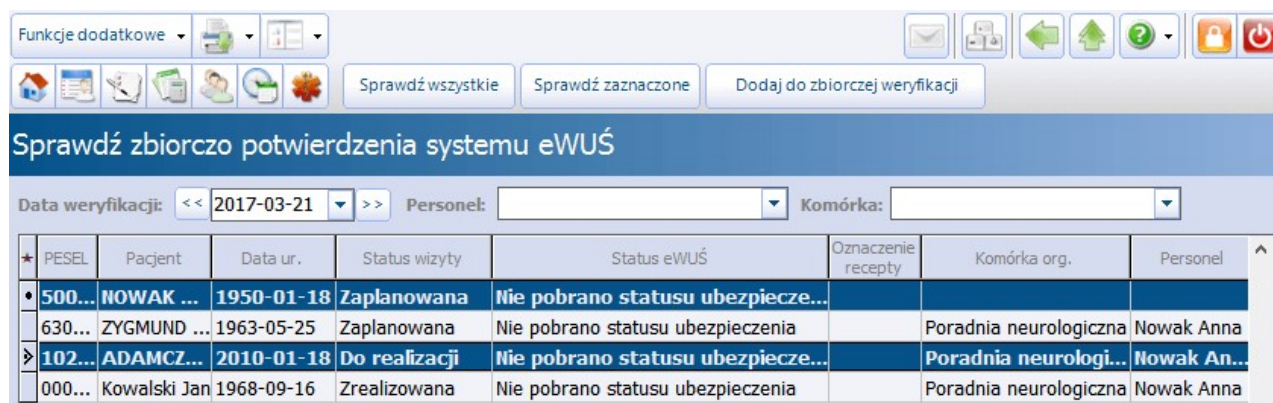 Funkcje dodatkowe
Sprawdź wszystkie Sprawdź zaznaczone Dodaj do zbiorczej weryfikacji
Sprawdź zbiorczo potwierdzenia systemu eWUŚ
Data weryfikacji: << 2017-03-21 >> Personel: Komórka:
PESEL Pacjent Data ur. Status wizyty Status eWUŚ Oznaczenie recepty Komórka org. Personel
500... NOWAK ... 1950-01-18 Zaplanowana Nie pobrano statusu ubezpiecze...
630... ZYGMUND ... 1963-05-25 Zaplanowana Nie pobrano statusu ubezpieczenia Poradnia neurologiczna Nowak Anna
102... ADAMCZ... 2010-01-18 Do realizacji Nie pobrano statusu ubezpiecze... Poradnia neurologi... Nowak An...
000... Kowalski Jan 1968-09-16 Zrealizowana Nie pobrano statusu ubezpieczenia Poradnia neurologiczna Nowak Anna